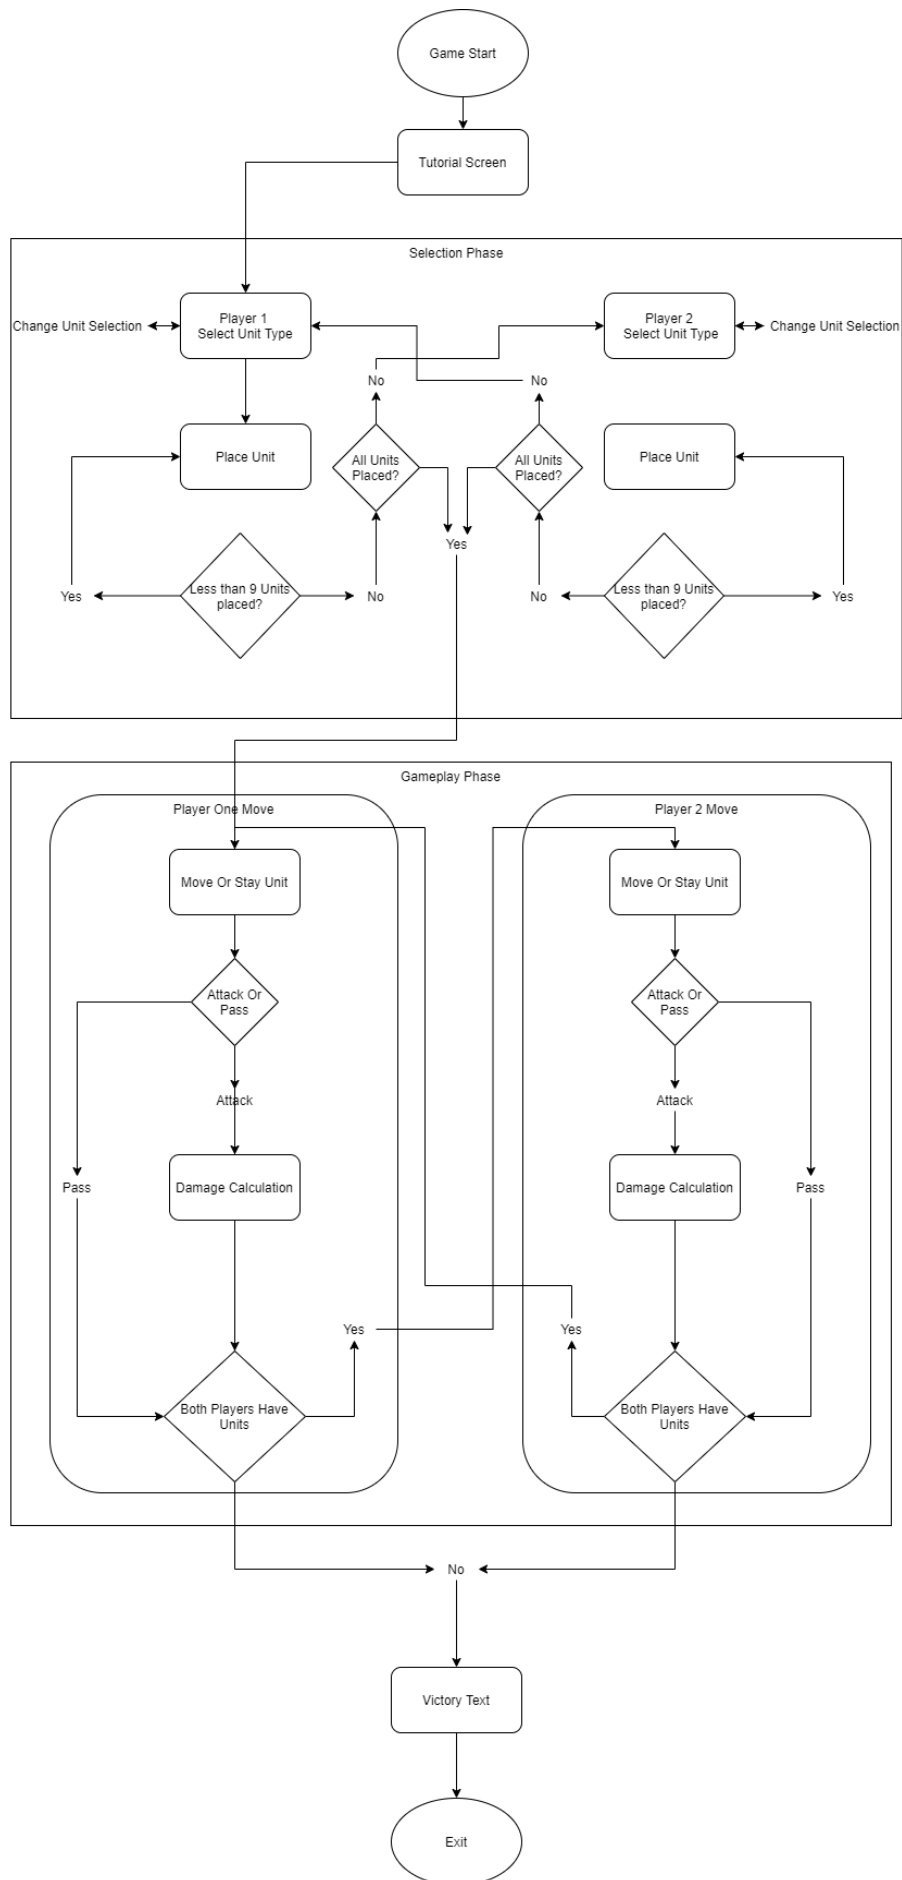 Game Start
Tutorial Screen
Selection Phase
Change Unit Selection
Player 1
Select Unit Type
Player 2
Select Unit Type
Change Unit Selection
No
No
Place Unit
All Units
Placed?
All Units
Placed?
Place Unit
Yes
Yes
Less than 9 Units
placed?
No
No
Less than 9 Units
placed?
Yes
Gameplay Phase
Player One Move
Player 2 Move
Move Or Stay Unit
Move Or Stay Unit
Attack Or
Pass
Attack Or
Pass
Attack
Attack
Pass
Damage Calculation
Damage Calculation
Pass
Yes
Yes
Both Players Have
Units
Both Players Have
Units
No
Victory Text
Exit